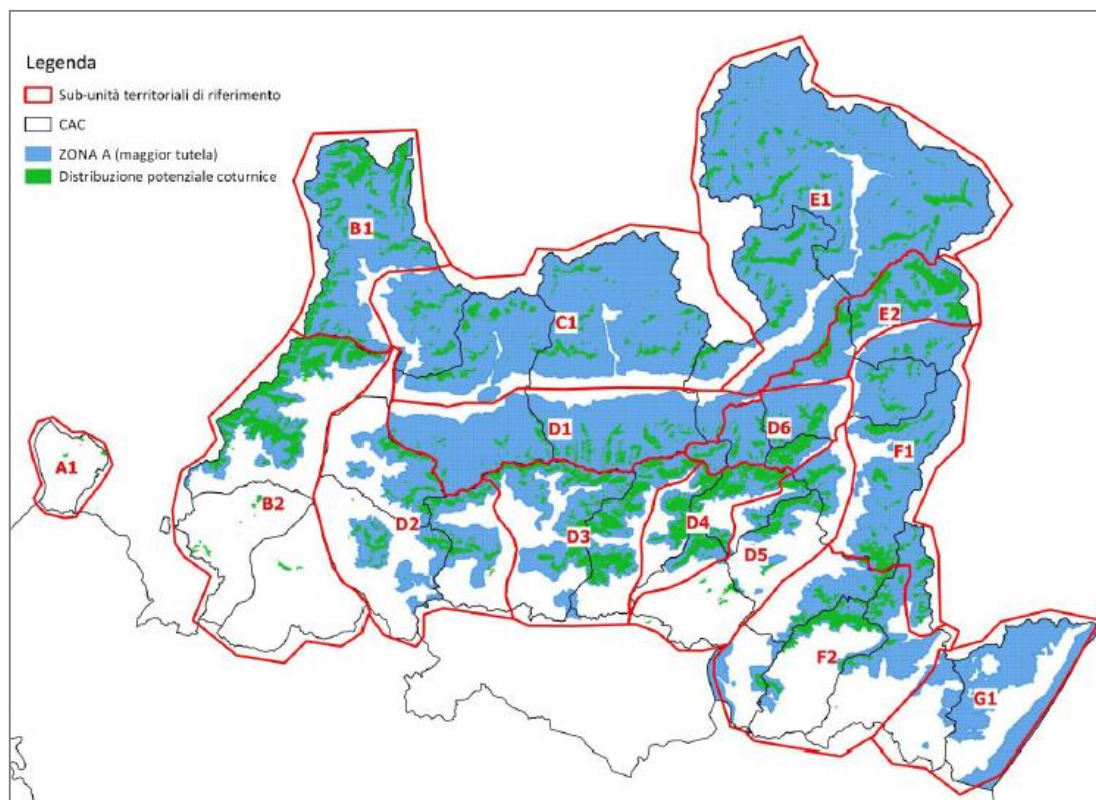 Legenda
Sub-unità territoriali di riferimento
CAC
ZONA A (maggior tutela)
Distribuzione potenziale coturnice
E1
B1
E2
C1
D1
D6
F1
A1
B2
D2
D3
D4
D5
F2
G1